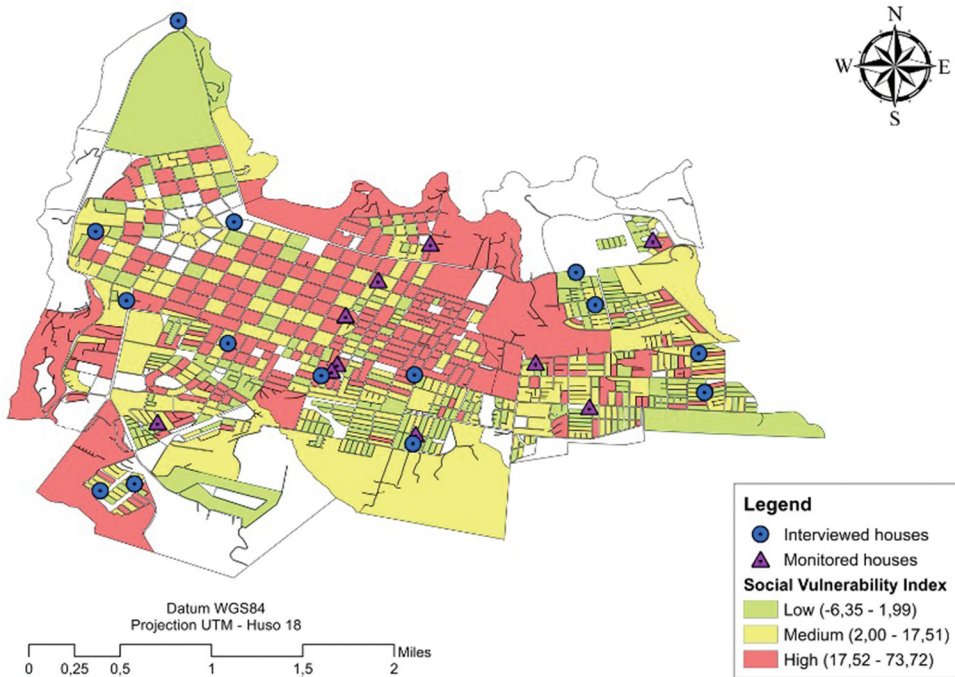 N
W
E
S
Legend
Interviewed houses
Monitored houses
Social Vulnerability Index
Low (-6,35 - 1,99)
Medium (2,00 - 17,51)
High (17,52 - 73,72)
Datum WGS84
Projection UTM - Huso 18
Miles
0 0,25 0,5 1 1,5 2